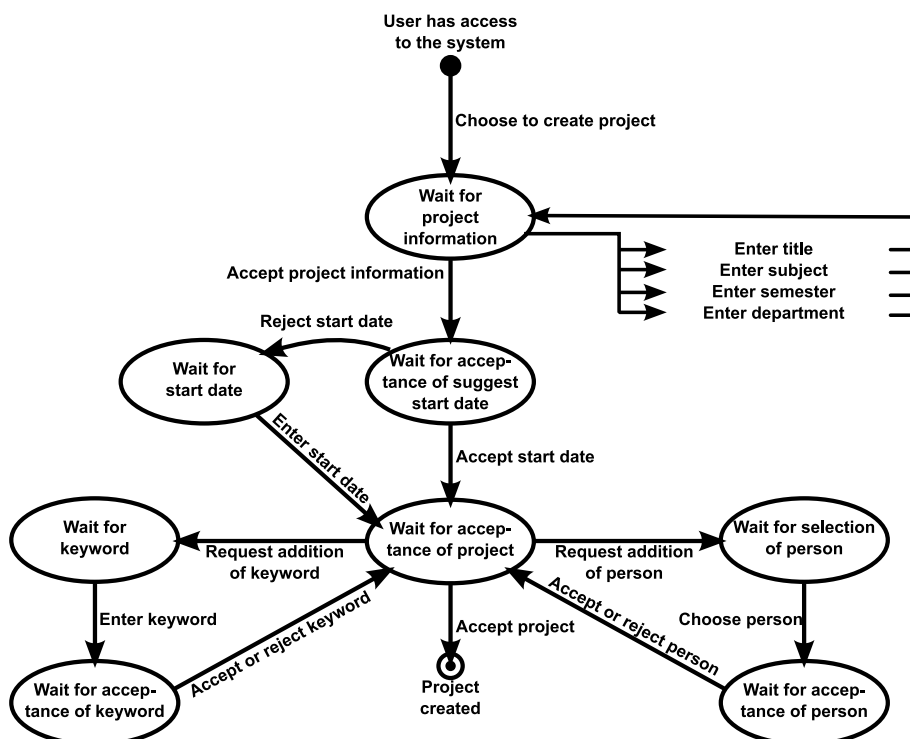 User has access
to the system
Choose to create project
Wait for
project
information
Enter title
Enter subject
Enter semester
Enter department
Accept project information
Reject start date
Wait for
start date
Wait for accep-
tance of suggest
start date
Enter start date
Accept start date
Wait for
keyword
Wait for accep-
tance of project
Wait for selection
of person
Request addition
of keyword
Request addition
of person
Enter keyword
Accept or reject keyword
Accept project
Accept or reject person
Choose person
Wait for accep-
tance of keyword
Project
created
Wait for accep-
tance of person